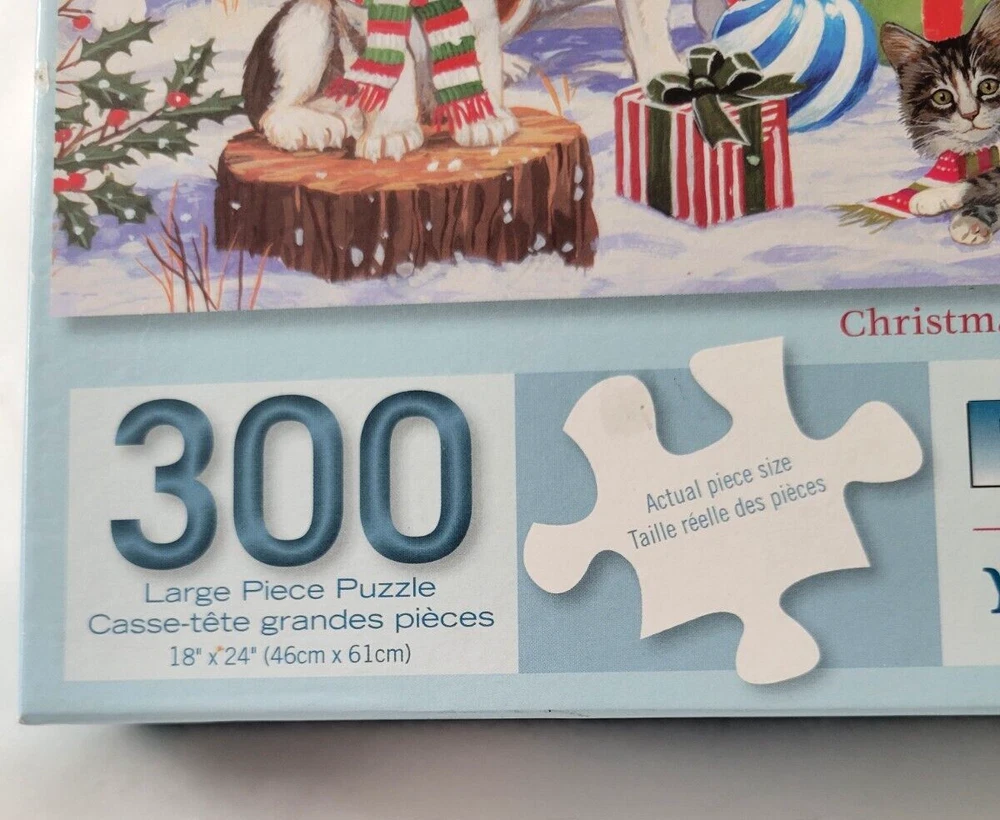 Christm
300
Large Piece Puzzle
Casse-tête grandes pièces
18" x 24" (46cm x 61cm)
Actual piece size
Taille réelle des pièces